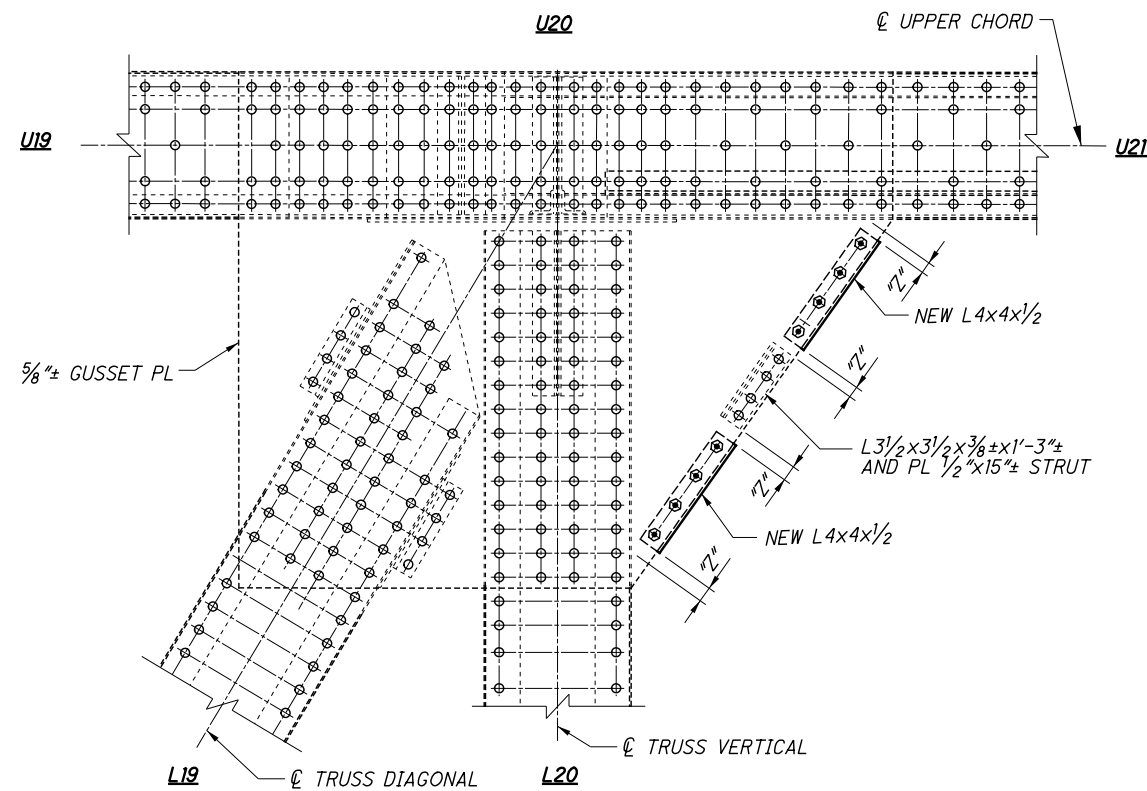 U20
℄ UPPER CHORD
U19
U21
"Z"
NEW L4x4x1/2
5/8"± GUSSET PL
"Z"
L3 1/2x3 1/2x3/8±x1'-3"±
AND PL 1/2"x15"± STRUT
"Z"
NEW L4x4x1/2
"Z"
℄ TRUSS VERTICAL
L19
℄ TRUSS DIAGONAL
L20